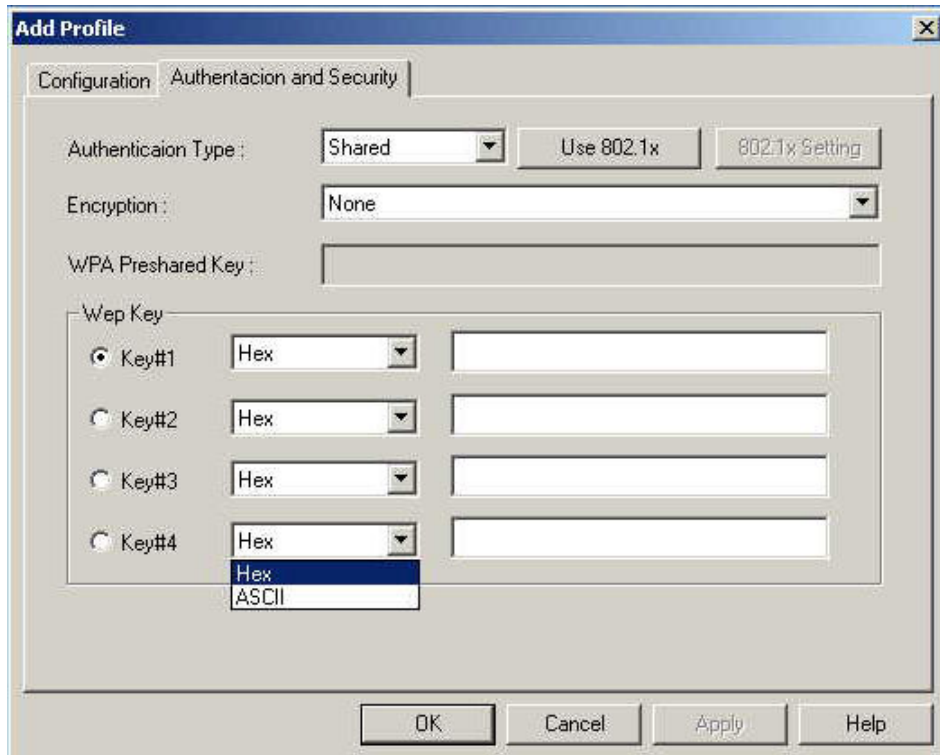 Add Profile
Configuration Authentacion and Security
Authenticaion Type : Shared Use 802.1x 802.1x Setting
Encryption : None
WPA Preshared Key :
Wep Key
Key#1 Hex
Key#2 Hex
Key#3 Hex
Key#4 Hex
Hex
ASCII
OK Cancel Apply Help